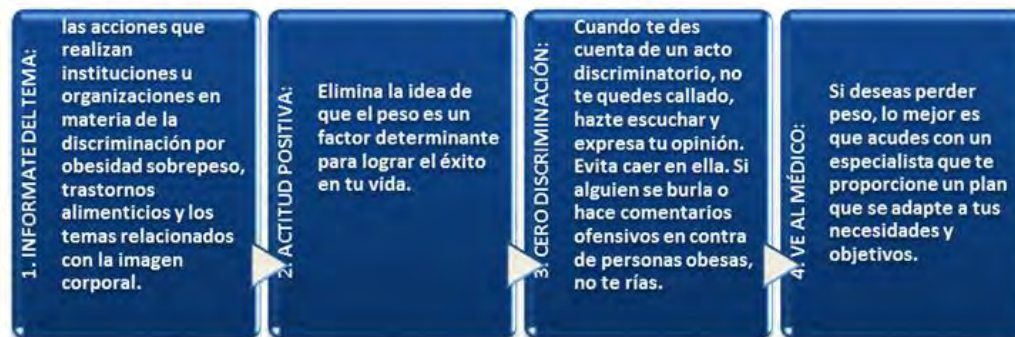 1. INFORMATE DEL TEMA:
las acciones que
realizan
instituciones u
organizaciones en
materia de la
discriminación por
obesidad sobrepeso,
trastornos
alimenticios y los
temas relacionados
con la imagen
corporal.
2. ACTITUD POSITIVA:
Elimina la idea de
que el peso es un
factor determinante
para lograr el éxito
en tu vida.
3. CERO DISCRIMINACIÓN:
Cuando te des
cuenta de un acto
discriminatorio, no
te quedes callado,
hazte escuchar y
expresa tu opinión.
Evita caer en ella. Si
alguien se burla o
hace comentarios
ofensivos en contra
de personas obesas,
no te rías.
4. VE AL MÉDICO:
Si deseas perder
peso, lo mejor es
que acudes con un
especialista que te
proporcione un plan
que se adapte a tus
necesidades y
objetivos.